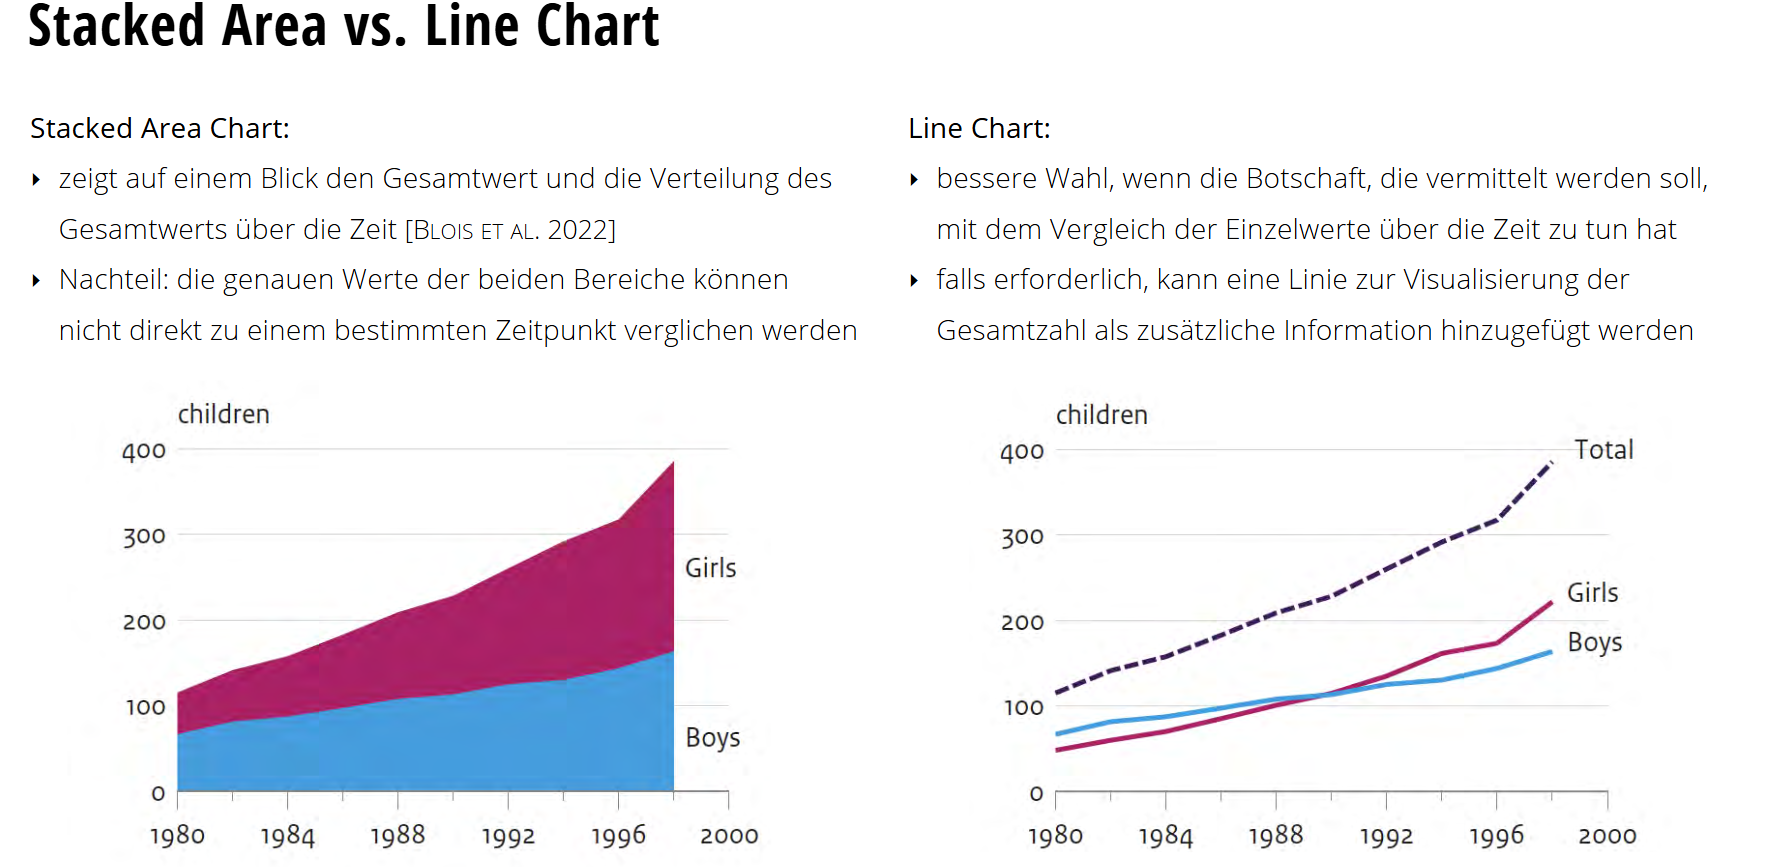 Stacked Area vs. Line Chart
Stacked Area Chart:
‣ zeigt auf einem Blick den Gesamtwert und die Verteilung des
Gesamtwerts über die Zeit [BLOIS ET AL. 2022]
‣ Nachteil: die genauen Werte der beiden Bereiche können
nicht direkt zu einem bestimmten Zeitpunkt verglichen werden
children
400
300
200
100
0
Girls
Boys
1980 1984 1988 1992 1996 2000
Line Chart:
‣ bessere Wahl, wenn die Botschaft, die vermittelt werden soll,
mit dem Vergleich der Einzelwerte über die Zeit zu tun hat
‣ falls erforderlich, kann eine Linie zur Visualisierung der
Gesamtzahl als zusätzliche Information hinzugefügt werden
children
400
300
200
100
0
Total
Girls
Boys
1980 1984 1988 1992 1996 2000